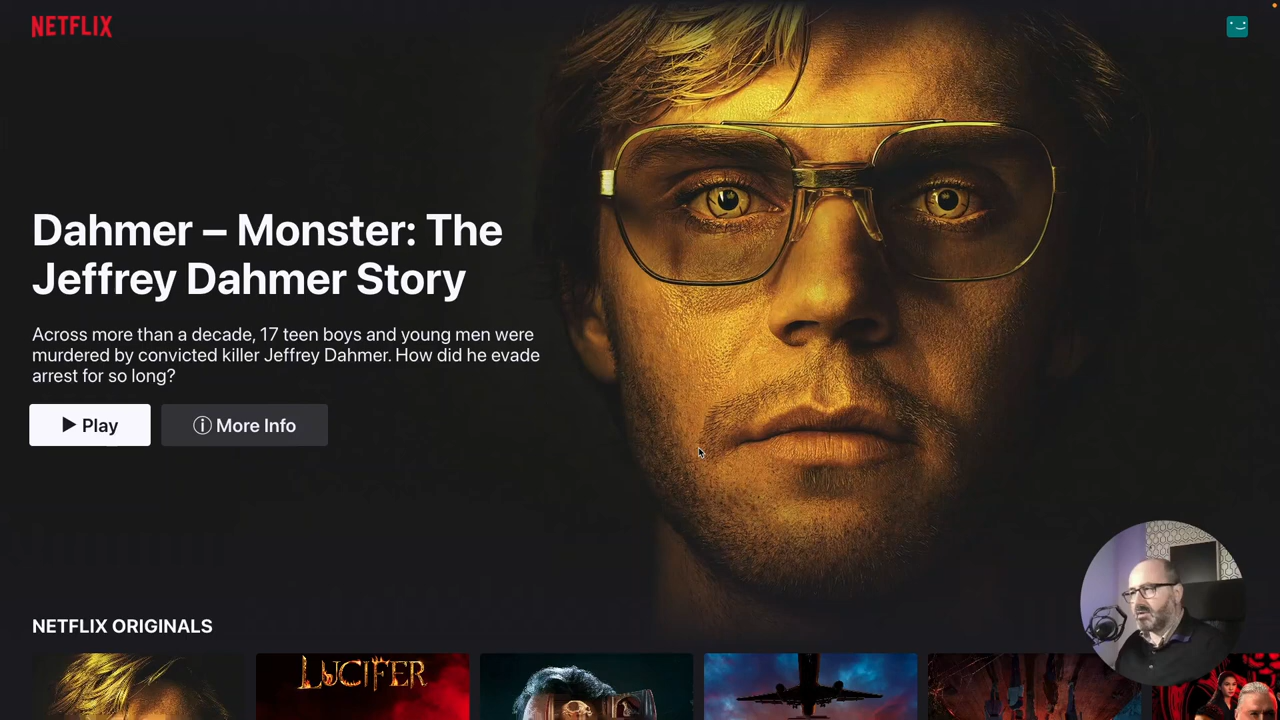 NETFLIX
Dahmer – Monster: The
Jeffrey Dahmer Story
Across more than a decade, 17 teen boys and young men were
murdered by convicted killer Jeffrey Dahmer. How did he evade
arrest for so long?
Play
More Info
NETFLIX ORIGINALS
LUCIFER